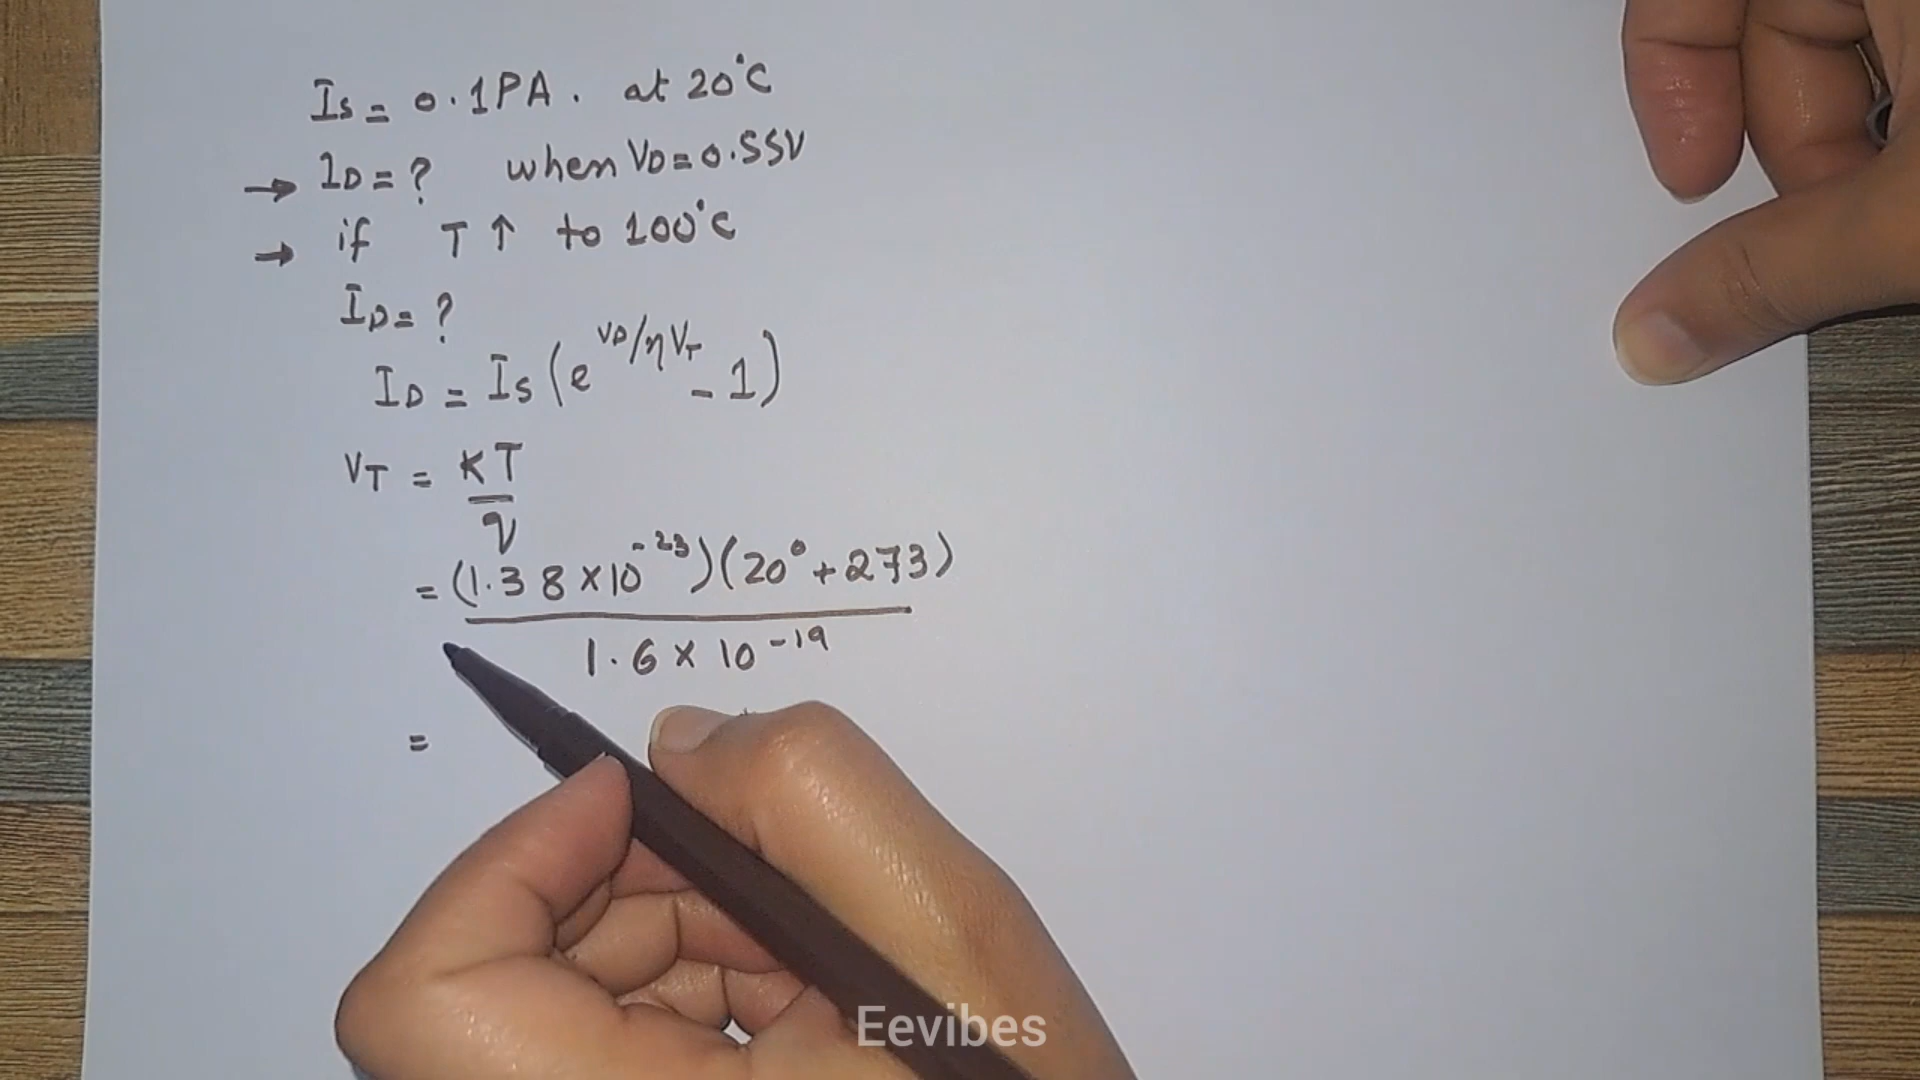 Is = 0.1PA. at 20°C
→ ID = ? when VD = 0.55V
→ if T ↑ to 100°C
ID = ?
ID = Is (e^VD/ηVT - 1)
VT = KT/q
= (1.38 × 10^-23)(20° + 273)
1.6 × 10^-19
=
Eevibes